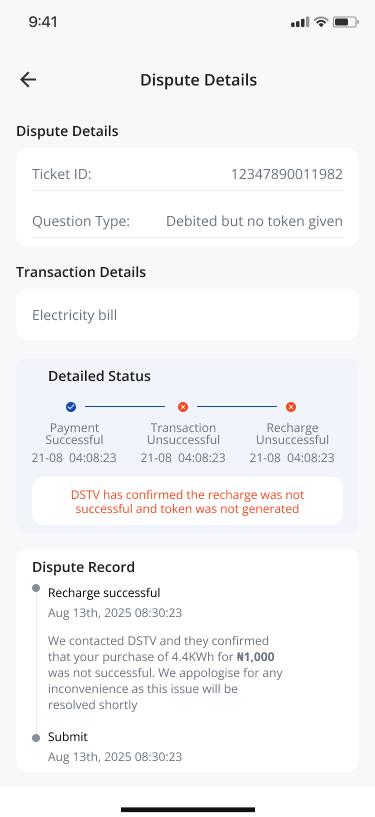 9:41
Dispute Details
Dispute Details
Ticket ID: 12347890011982
Question Type: Debited but no token given
Transaction Details
Electricity bill
Detailed Status
Payment Successful
21-08 04:08:23
Transaction Unsuccessful
21-08 04:08:23
Recharge Unsuccessful
21-08 04:08:23
DSTV has confirmed the recharge was not
successful and token was not generated
Dispute Record
Recharge successful
Aug 13th, 2025 08:30:23
We contacted DSTV and they confirmed
that your purchase of 4.4KWh for ₦1,000
was not successful. We appologise for any
inconvenience as this issue will be
resolved shortly
Submit
Aug 13th, 2025 08:30:23